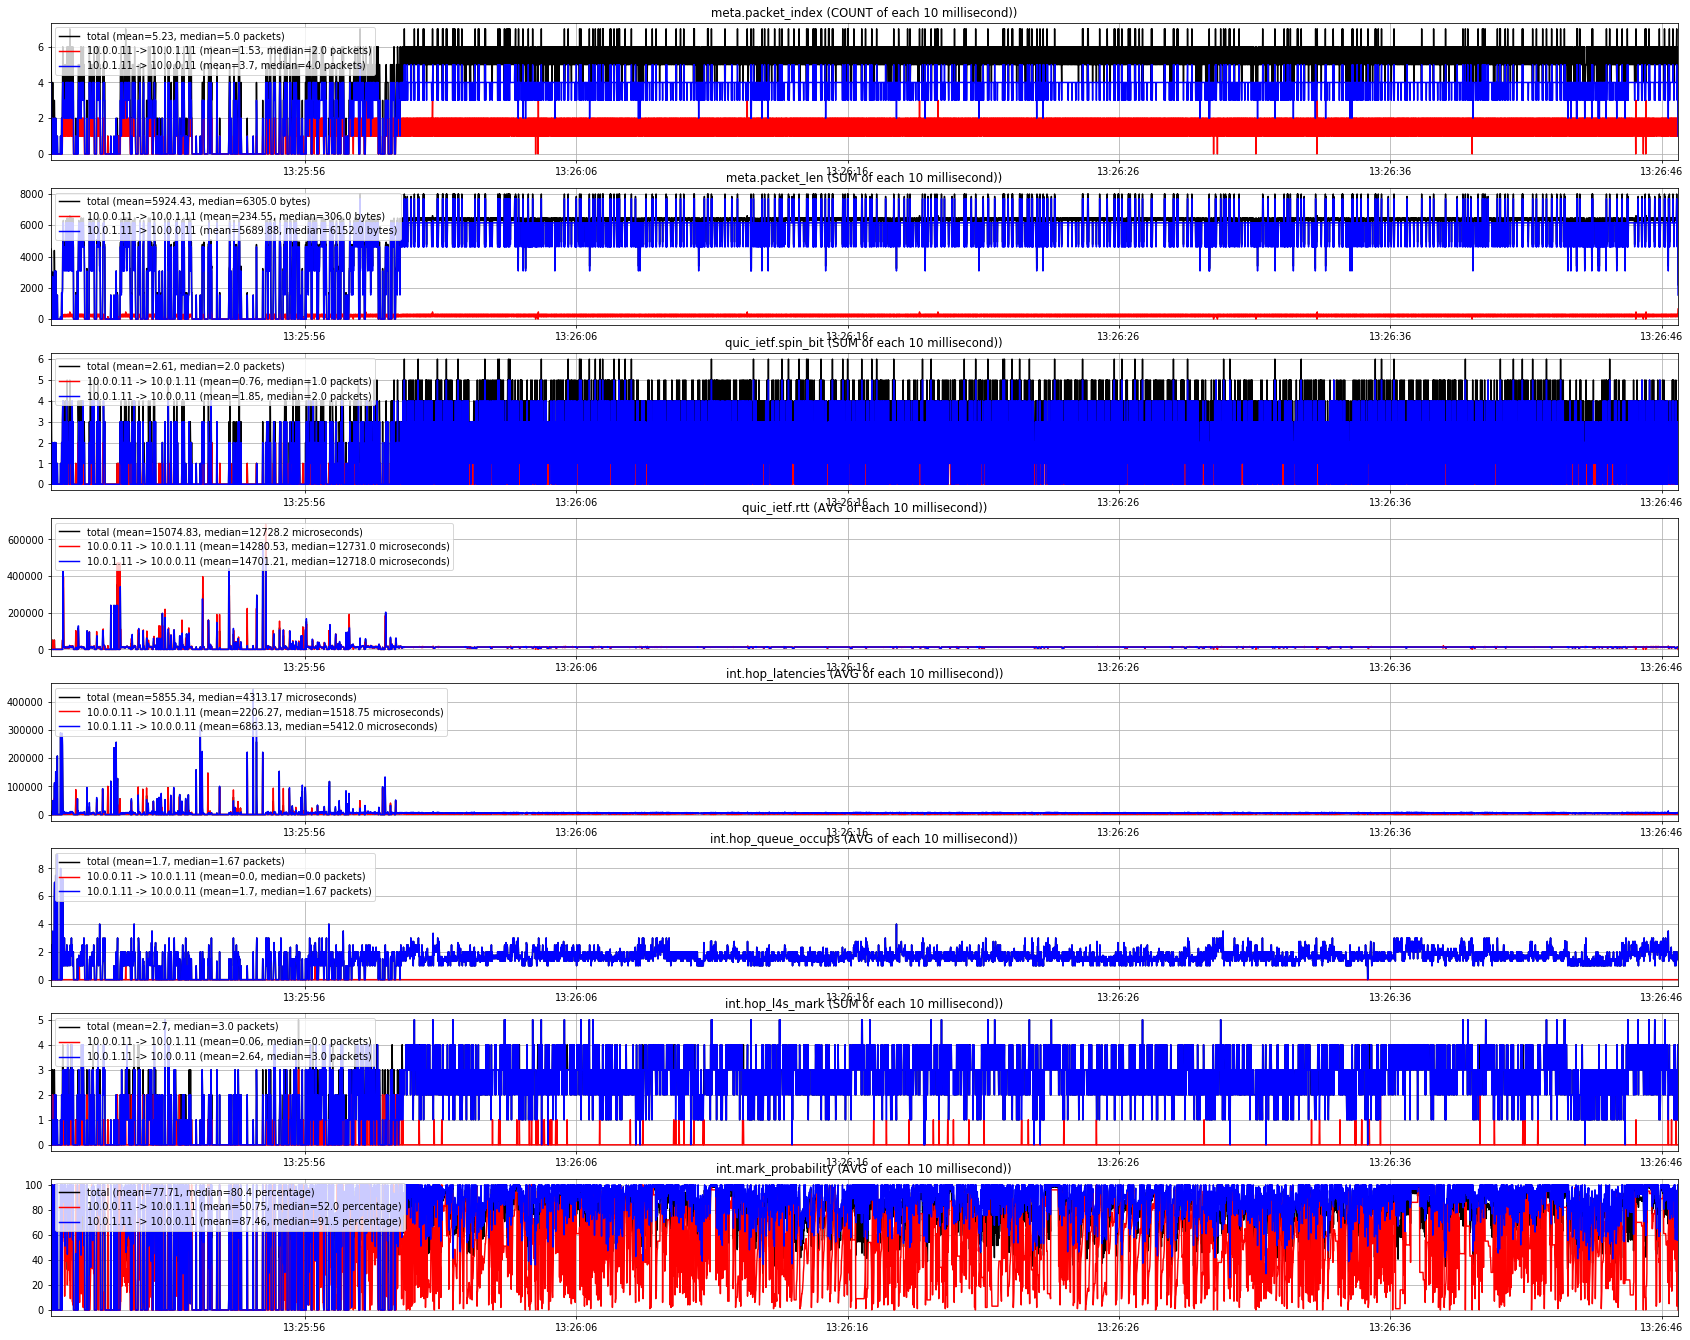 meta.packet_index (COUNT of each 10 millisecond))
total (mean=5.23, median=5.0 packets)
10.0.0.11 -> 10.0.1.11 (mean=1.53, median=2.0 packets)
10.0.1.11 -> 10.0.0.11 (mean=3.7, median=4.0 packets)
6
4
2
0
13:25:56 13:26:06 13:26:16 13:26:26 13:26:36 13:26:46
meta.packet_len (SUM of each 10 millisecond))
total (mean=5924.43, median=6305.0 bytes)
10.0.0.11 -> 10.0.1.11 (mean=234.55, median=306.0 bytes)
10.0.1.11 -> 10.0.0.11 (mean=5689.88, median=6152.0 bytes)
8000
6000
4000
2000
0
13:25:56 13:26:06 13:26:16 13:26:26 13:26:36 13:26:46
quic_ietf.spin_bit (SUM of each 10 millisecond))
total (mean=2.61, median=2.0 packets)
10.0.0.11 -> 10.0.1.11 (mean=0.76, median=1.0 packets)
10.0.1.11 -> 10.0.0.11 (mean=1.85, median=2.0 packets)
6
5
4
3
2
1
0
13:25:56 13:26:06 13:26:16 13:26:26 13:26:36 13:26:46
quic_ietf.rtt (AVG of each 10 millisecond))
total (mean=15074.83, median=12728.2 microseconds)
10.0.0.11 -> 10.0.1.11 (mean=14280.53, median=12731.0 microseconds)
10.0.1.11 -> 10.0.0.11 (mean=14701.21, median=12718.0 microseconds)
600000
400000
200000
0
13:25:56 13:26:06 13:26:16 13:26:26 13:26:36 13:26:46
int.hop_latencies (AVG of each 10 millisecond))
total (mean=5855.34, median=4313.17 microseconds)
10.0.0.11 -> 10.0.1.11 (mean=2206.27, median=1518.75 microseconds)
10.0.1.11 -> 10.0.0.11 (mean=6863.13, median=5412.0 microseconds)
400000
300000
200000
100000
0
13:25:56 13:26:06 13:26:16 13:26:26 13:26:36 13:26:46
int.hop_queue_occups (AVG of each 10 millisecond))
total (mean=1.7, median=1.67 packets)
10.0.0.11 -> 10.0.1.11 (mean=0.0, median=0.0 packets)
10.0.1.11 -> 10.0.0.11 (mean=1.7, median=1.67 packets)
8
6
4
2
0
13:25:56 13:26:06 13:26:16 13:26:26 13:26:36 13:26:46
int.hop_l4s_mark (SUM of each 10 millisecond))
total (mean=2.7, median=3.0 packets)
10.0.0.11 -> 10.0.1.11 (mean=0.06, median=0.0 packets)
10.0.1.11 -> 10.0.0.11 (mean=2.64, median=3.0 packets)
5
4
3
2
1
0
13:25:56 13:26:06 13:26:16 13:26:26 13:26:36 13:26:46
int.mark_probability (AVG of each 10 millisecond))
total (mean=77.71, median=80.4 percentage)
10.0.0.11 -> 10.0.1.11 (mean=50.75, median=52.0 percentage)
10.0.1.11 -> 10.0.0.11 (mean=87.46, median=91.5 percentage)
100
80
60
40
20
0
13:25:56 13:26:06 13:26:16 13:26:26 13:26:36 13:26:46